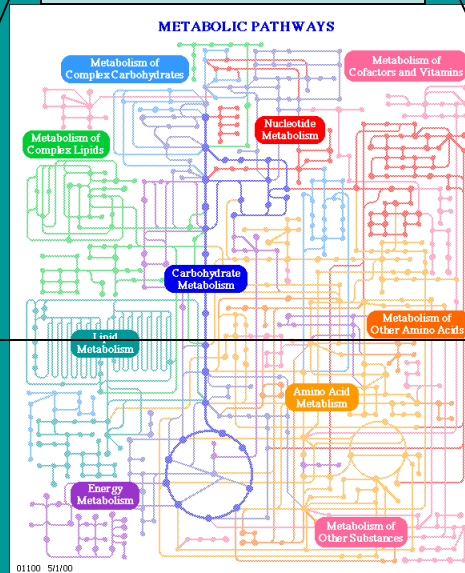 METABOLIC PATHWAYS
Metabolism of
Complex Carbohydrates
Metabolism of
Cofactors and Vitamins
Nucleotide
Metabolism
Metabolism of
Complex Lipids
Carbohydrate
Metabolism
Metabolism of
Other Amino Acids
Lipid
Metabolism
Amino Acid
Metablism
Energy
Metabolism
Metabolism of
Other Substances
01100 5/1/00